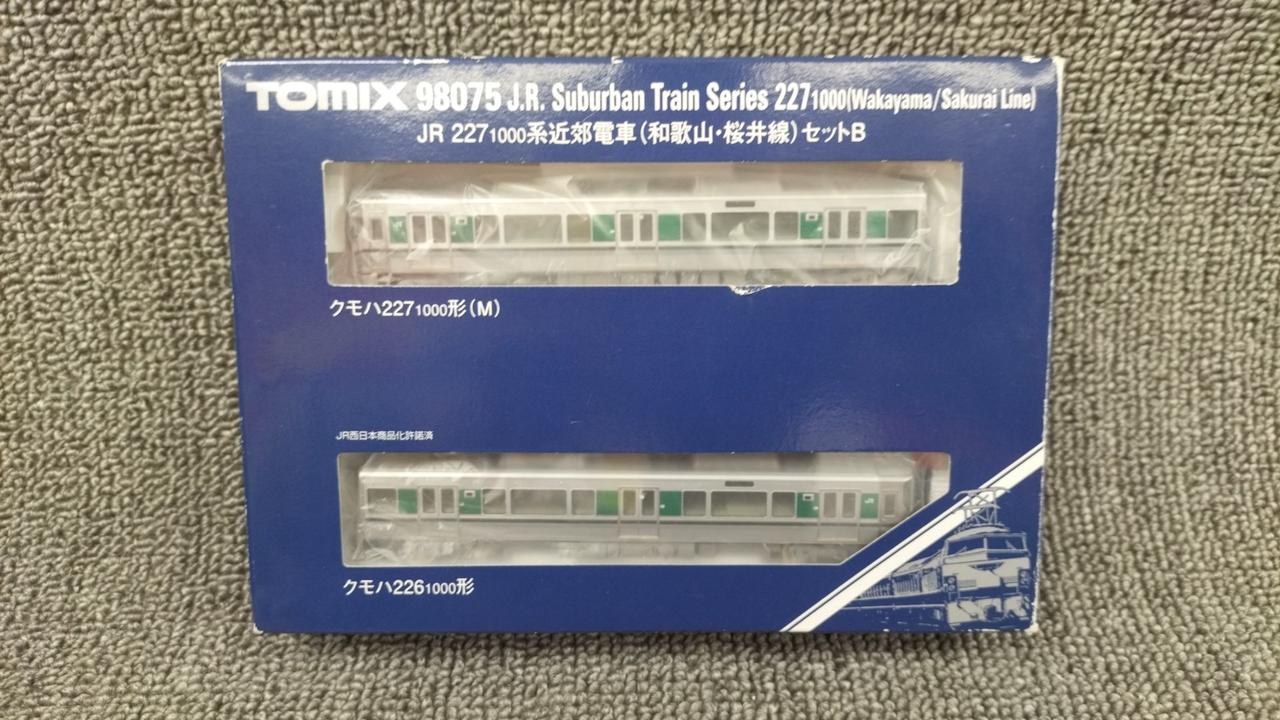 TOMIX 98075 J.R. Suburban Train Series 227 1000(Wakayama/Sakurai Line)
JR 227 1000系近郊電車(和歌山・桜井線)セットB
クモハ227 1000形(M)
JR西日本商品化許諾済
クモハ226 1000形